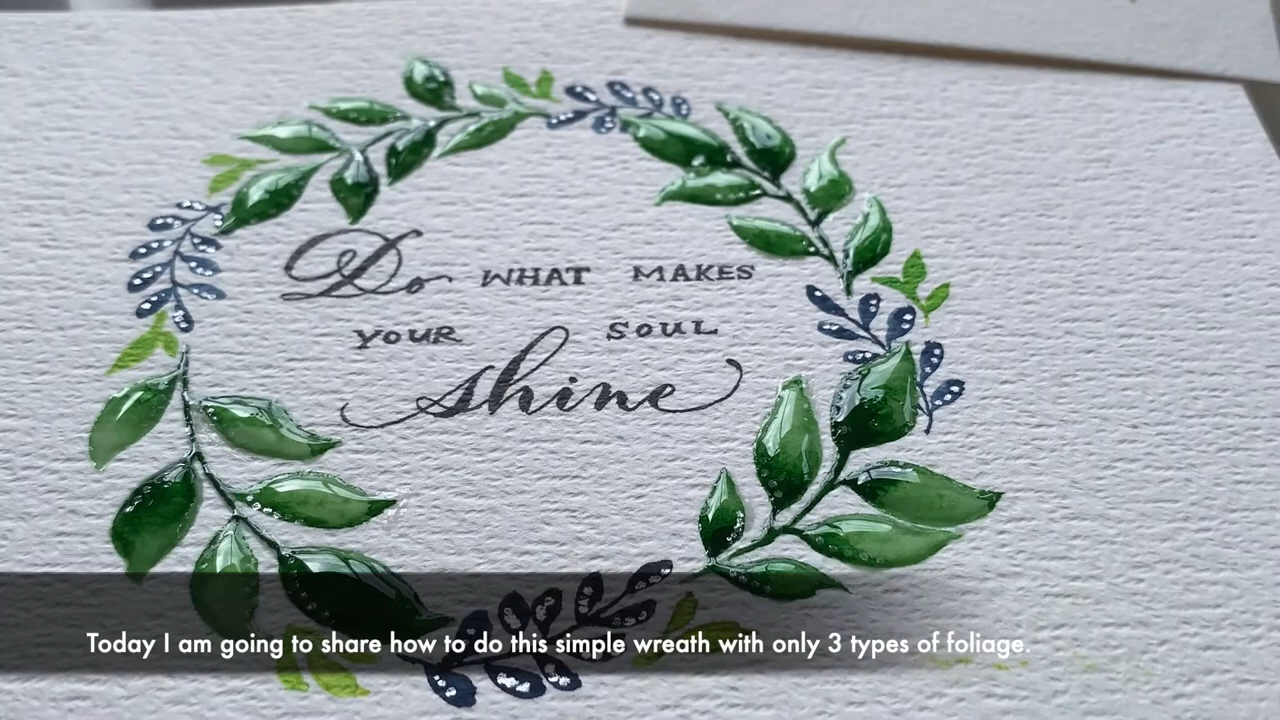 Do WHAT MAKES
YOUR SOUL
shine
Today I am going to share how to do this simple wreath with only 3 types of foliage.